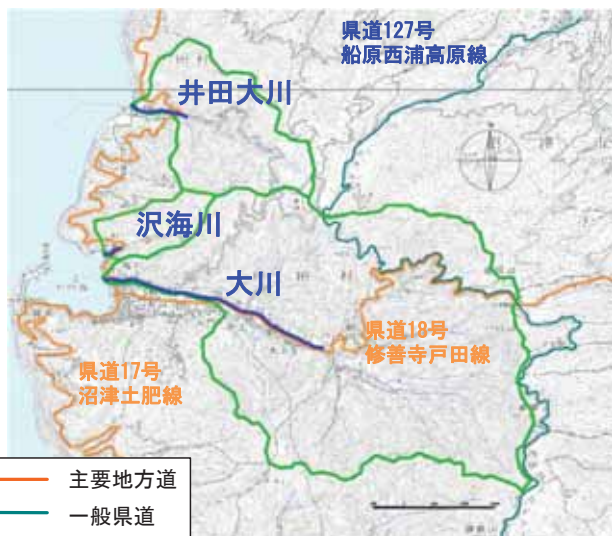 県道127号
船原西浦高原線
井田大川
沢海川
大川
県道18号
修善寺戸田線
県道17号
沼津土肥線
主要地方道
一般県道